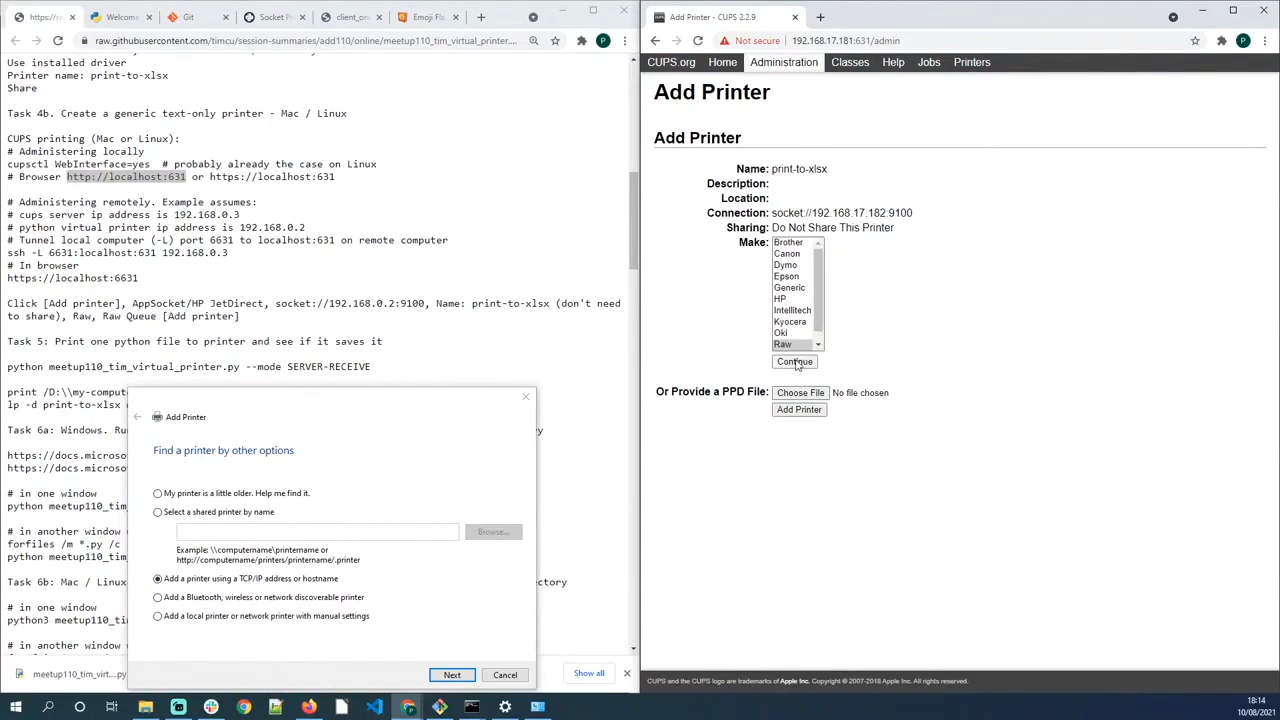 https://ra
Welcome
Git
Socket P
client_on
Emoji Fla
raw.githubusercontent.com/timcu/session-summaries/add110/online/meetup110_tim_virtual_printer....
P
Use installed driver
Printer name: print-to-xlsx
Share
Task 4b. Create a generic text-only printer - Mac / Linux
CUPS printing (Mac or Linux):
# Administering locally
cupsctl WebInterface=yes  # probably already the case on Linux
# Browser http://localhost:631 or https://localhost:631
# Administering remotely. Example assumes:
# cups server ip address is 192.168.0.3
# python virtual printer ip address is 192.168.0.2
# Tunnel local computer (-L) port 6631 to localhost:631 on remote computer
ssh -L 6631:localhost:631 192.168.0.3
# In browser
https://localhost:6631
Click [Add printer], AppSocket/HP JetDirect, socket://192.168.0.2:9100, Name: print-to-xlsx (don't need
to share), Raw, Raw Queue [Add printer]
Task 5: Print one python file to printer and see if it saves it
python meetup110_tim_virtual_printer.py --mode SERVER-RECEIVE
print /D:\\my-comput
lp -d print-to-xlsx
Task 6a: Windows. Run
https://docs.microsof
https://docs.microsof
# in one window
python meetup110_tim_
# in another window
forfiles /m *.py /c
python meetup110_tim_
Task 6b: Mac / Linux
ectory
# in one window
python3 meetup110_tim_
# in another window
Add Printer
Find a printer by other options
My printer is a little older. Help me find it.
Select a shared printer by name
Browse...
Example: \\computername\printername or
http://computername/printers/printername/.printer
Add a printer using a TCP/IP address or hostname
Add a Bluetooth, wireless or network discoverable printer
Add a local printer or network printer with manual settings
Next
Cancel
meetup110_tim_virt....py
Show all
Add Printer - CUPS 2.2.9
Not secure
192.168.17.181:631/admin
P
CUPS.org
Home
Administration
Classes
Help
Jobs
Printers
Add Printer
Add Printer
Name: print-to-xlsx
Description:
Location:
Connection: socket://192.168.17.182:9100
Sharing: Do Not Share This Printer
Make:
Brother
Canon
Dymo
Epson
Generic
HP
Intellitech
Kyocera
Oki
Raw
Continue
Or Provide a PPD File:
Choose File
No file chosen
Add Printer
CUPS and the CUPS logo are trademarks of Apple Inc. Copyright © 2007-2018 Apple Inc. All rights reserved.
18:14
10/08/2021